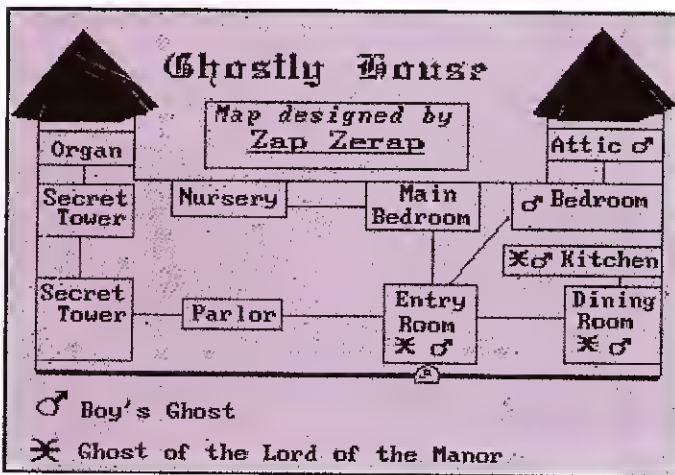 Ghostly House
Map designed by
Zap Zerap
Organ
Attic ♂
Secret
Tower
Nursery
Main
Bedroom
♂ Bedroom
Ж♂ Kitchen
Secret
Tower
Parlor
Entry
Room
Ж ♂
Dining
Room
Ж ♂
♂ Boy's Ghost
Ж Ghost of the Lord of the Manor